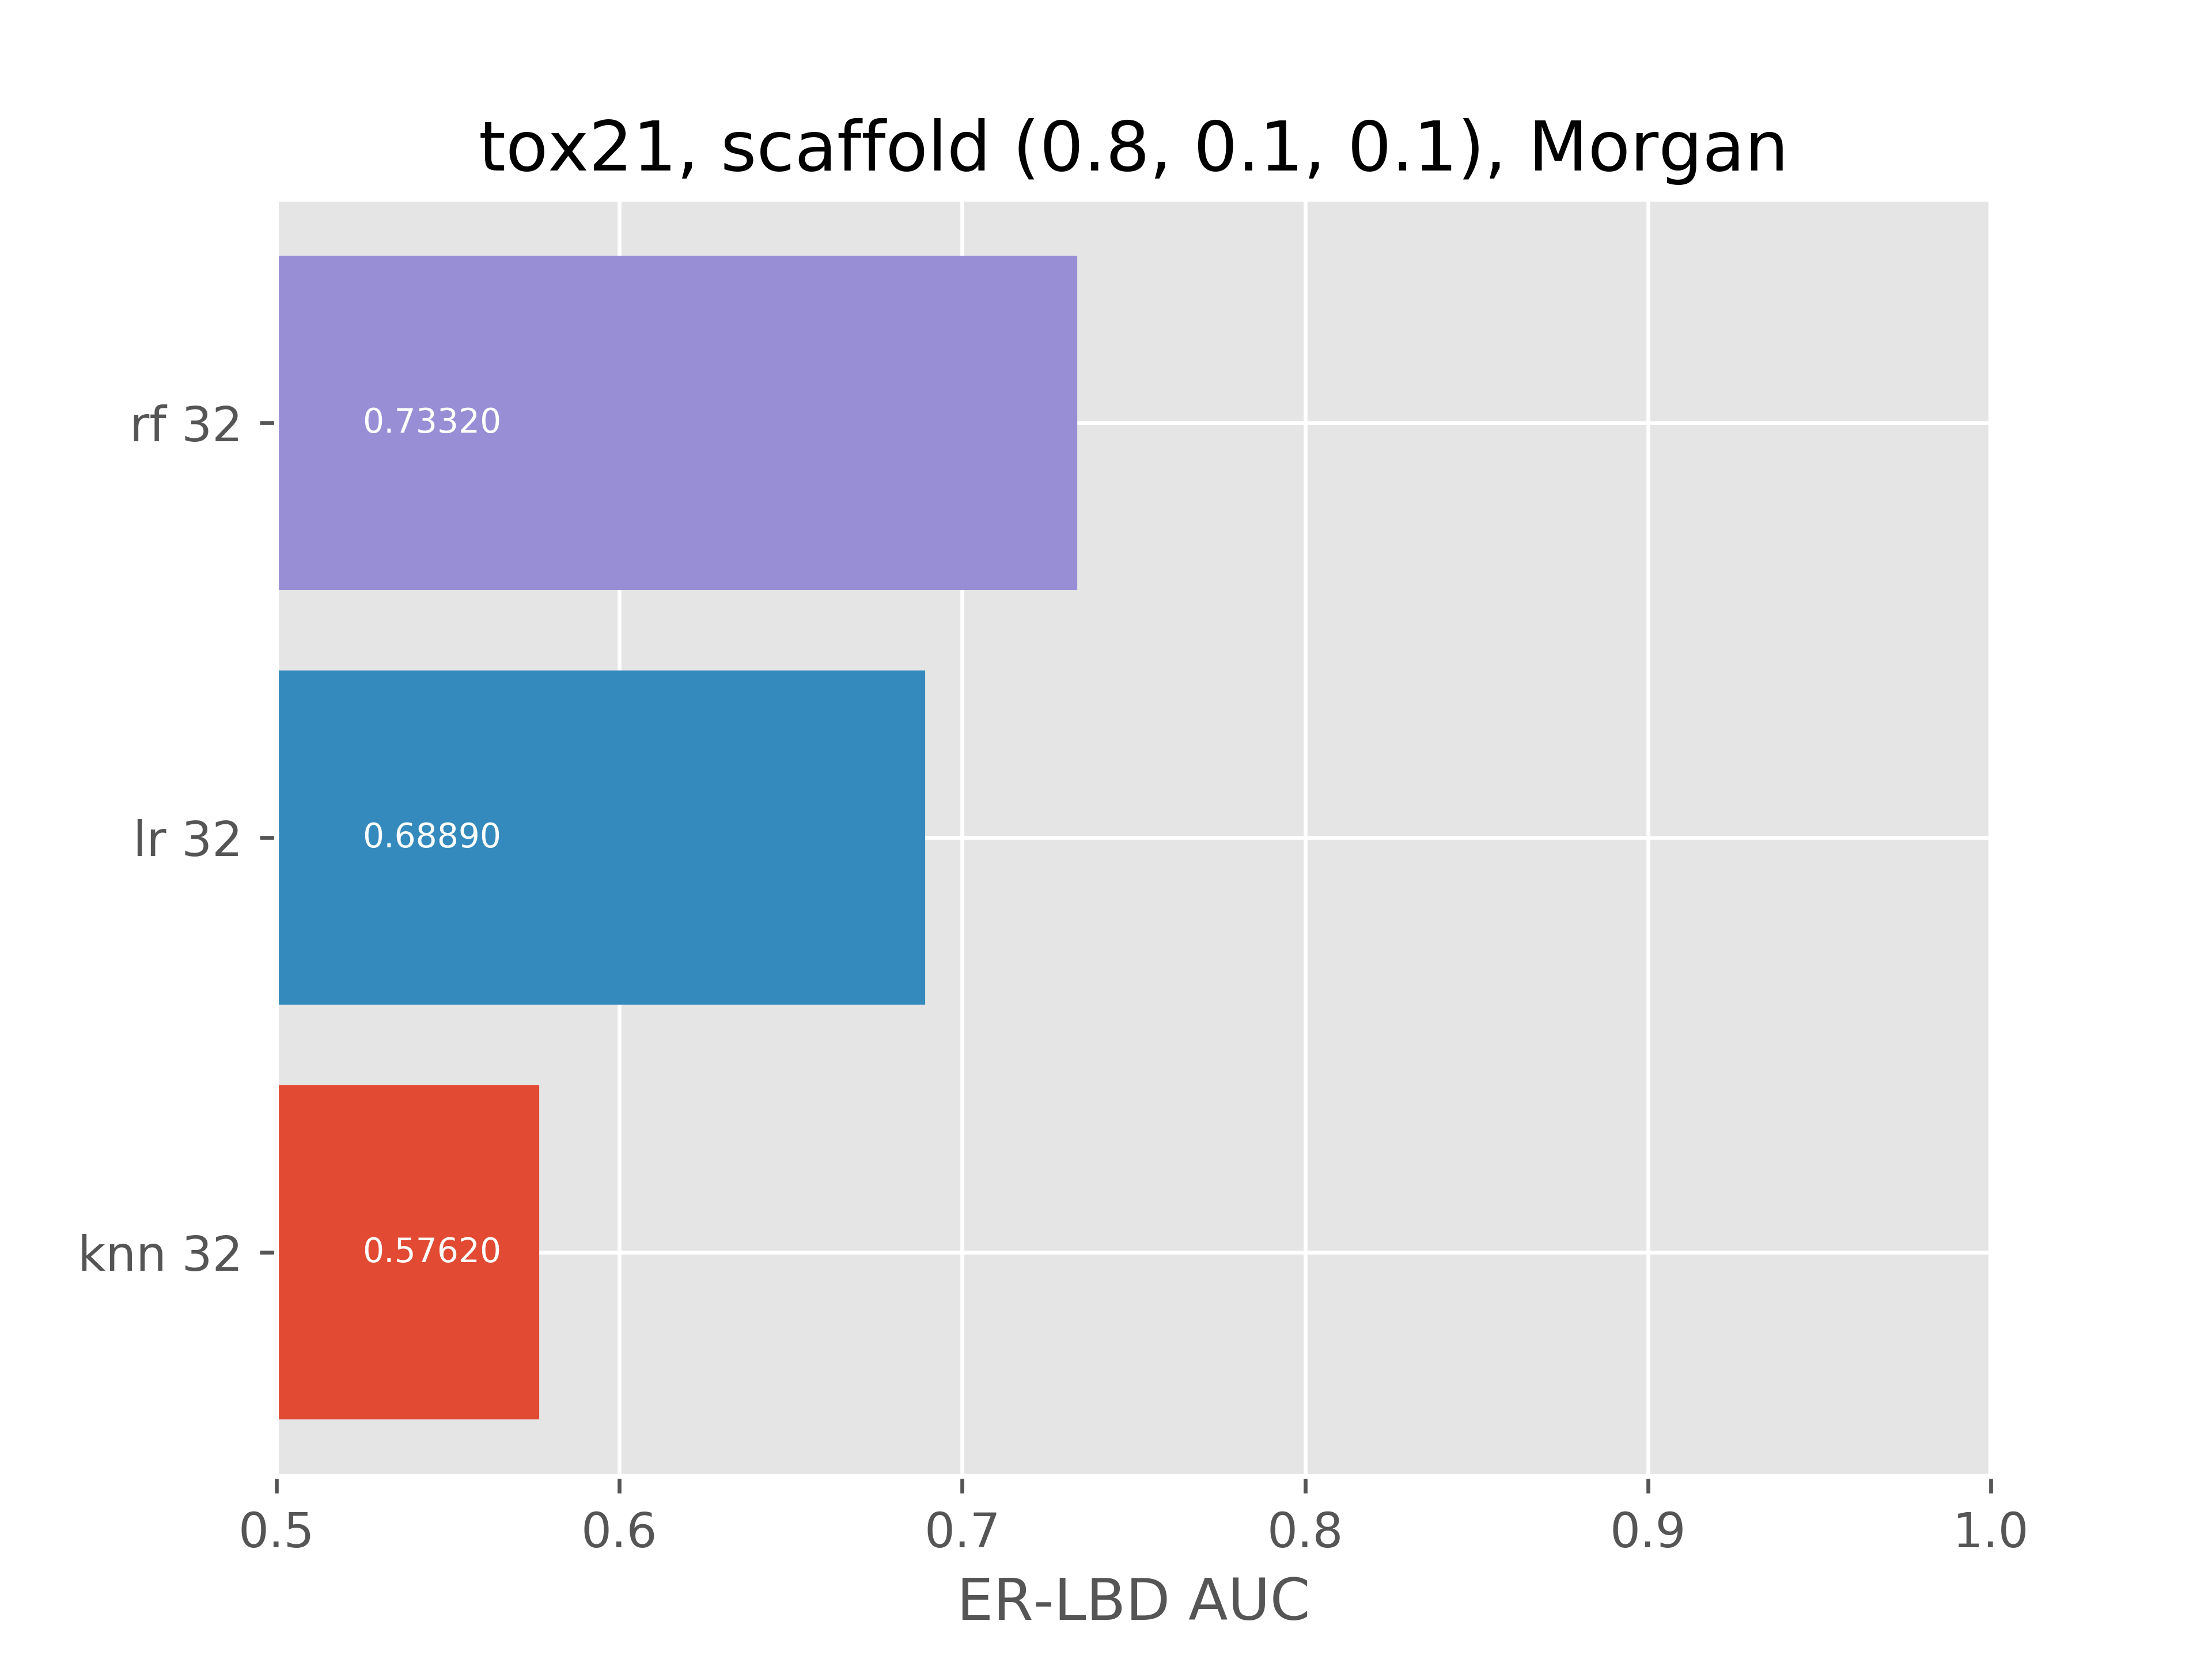 tox21, scaffold (0.8, 0.1, 0.1), Morgan
rf 32
0.73320
lr 32
0.68890
knn 32
0.57620
0.5 0.6 0.7 0.8 0.9 1.0
ER-LBD AUC